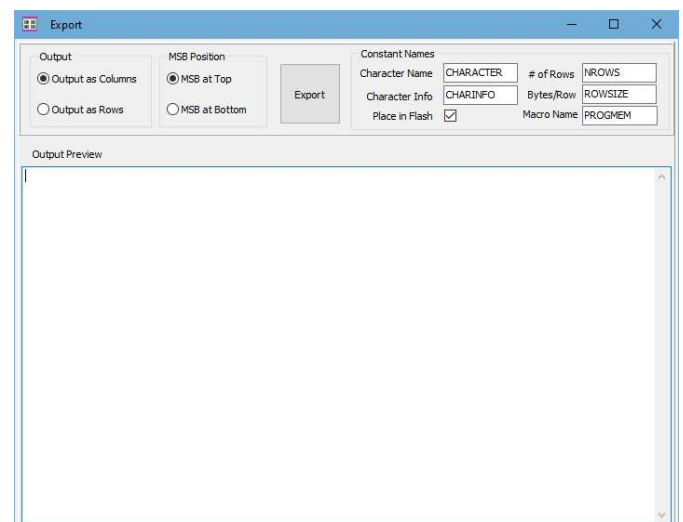 Export
Output
Output as Columns
Output as Rows
MSB Position
MSB at Top
MSB at Bottom
Export
Constant Names
Character Name CHARACTER # of Rows NROWS
Character Info CHARINFO Bytes/Row ROWSIZE
Place in Flash Macro Name PROGMEM
Output Preview